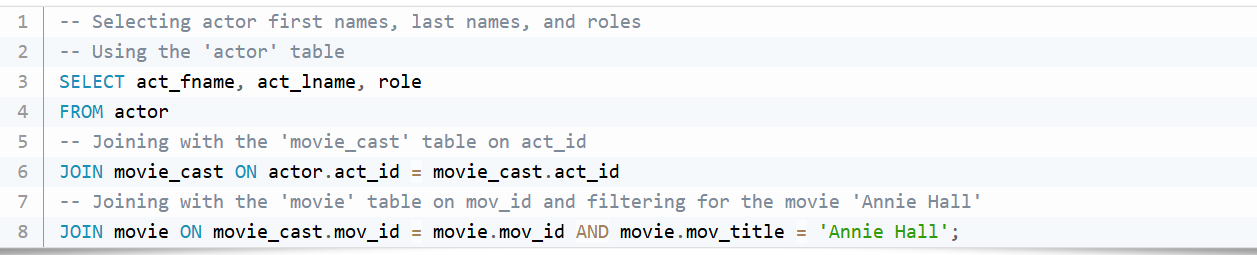 1 -- Selecting actor first names, last names, and roles
2 -- Using the 'actor' table
3 SELECT act_fname, act_lname, role
4 FROM actor
5 -- Joining with the 'movie_cast' table on act_id
6 JOIN movie_cast ON actor.act_id = movie_cast.act_id
7 -- Joining with the 'movie' table on mov_id and filtering for the movie 'Annie Hall'
8 JOIN movie ON movie_cast.mov_id = movie.mov_id AND movie.mov_title = 'Annie Hall';